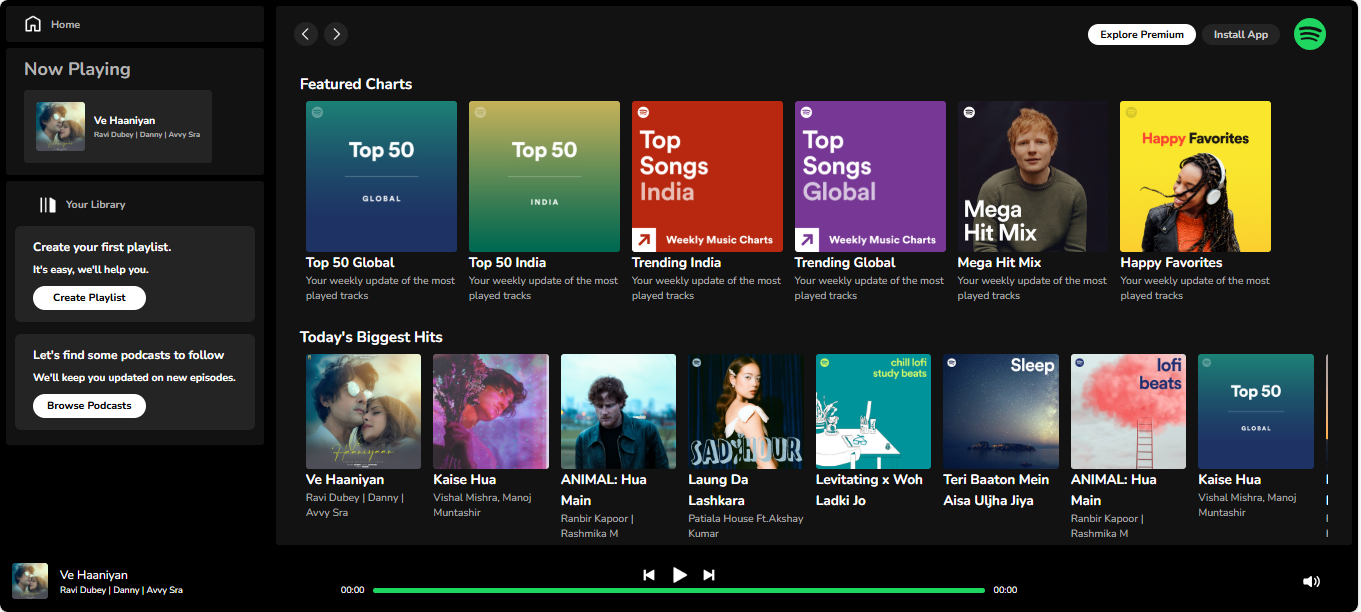 Home
Now Playing
Ve Haaniyan
Ravi Dubey | Danny | Avvy Sra
Your Library
Create your first playlist.
It's easy, we'll help you.
Create Playlist
Let's find some podcasts to follow
We'll keep you updated on new episodes.
Browse Podcasts
Explore Premium
Install App
Featured Charts
Top 50
GLOBAL
Top 50
INDIA
Top
Songs
India
Weekly Music Charts
Top
Songs
Global
Weekly Music Charts
Mega
Hit Mix
Happy Favorites
Top 50 Global
Your weekly update of the most
played tracks
Top 50 India
Your weekly update of the most
played tracks
Trending India
Your weekly update of the most
played tracks
Trending Global
Your weekly update of the most
played tracks
Mega Hit Mix
Your weekly update of the most
played tracks
Happy Favorites
Your weekly update of the most
played tracks
Today's Biggest Hits
Haaniyaan
SAD HOUR
chill lofi
study beats
Sleep
lofi
beats
Top 50
GLOBAL
Ve Haaniyan
Ravi Dubey | Danny |
Avvy Sra
Kaise Hua
Vishal Mishra, Manoj
Muntashir
ANIMAL: Hua
Main
Ranbir Kapoor |
Rashmika M
Laung Da
Lashkara
Patiala House Ft.Akshay
Kumar
Levitating x Woh
Ladki Jo
Teri Baaton Mein
Aisa Uljha Jiya
ANIMAL: Hua
Main
Ranbir Kapoor |
Rashmika M
Kaise Hua
Vishal Mishra, Manoj
Muntashir
Ve Haaniyan
Ravi Dubey | Danny | Avvy Sra
00:00
00:00